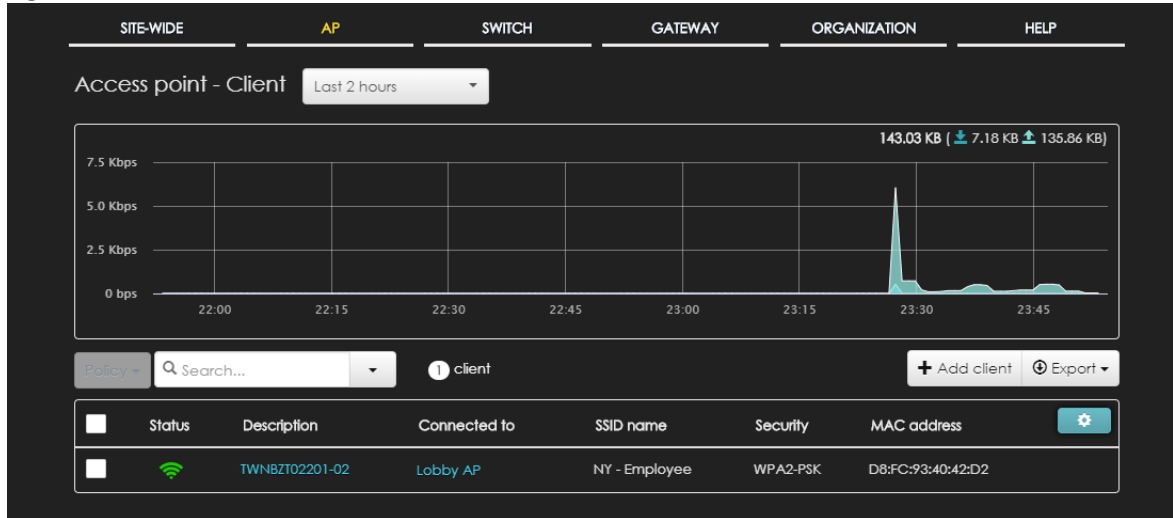 SITE-WIDE AP SWITCH GATEWAY ORGANIZATION HELP
Access point - Client Last 2 hours
143.03 KB ( 7.18 KB 135.86 KB)
7.5 Kbps
5.0 Kbps
2.5 Kbps
0 bps
22:00 22:15 22:30 22:45 23:00 23:15 23:30 23:45
Policy Search... 1 client Add client Export
Status Description Connected to SSID name Security MAC address
TWNBZT02201-02 Lobby AP NY - Employee WPA2-PSK D8:FC:93:40:42:D2